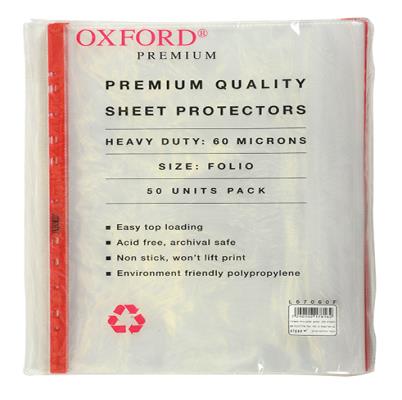 OXFORD®
PREMIUM
PREMIUM QUALITY
SHEET PROTECTORS
HEAVY DUTY: 60 MICRONS
SIZE: FOLIO
50 UNITS PACK
▪ Easy top loading
▪ Acid free, archival safe
▪ Non stick, won't lift print
▪ Environment friendly polypropylene
L57060F